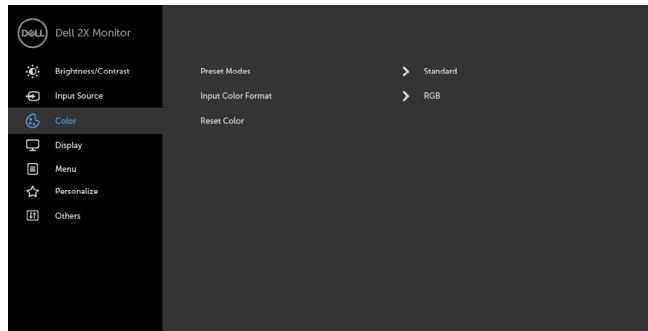 DELL Dell 2X Monitor
Brightness/Contrast Preset Modes Standard
Input Source Input Color Format RGB
Color Reset Color
Display
Menu
Personalize
Others